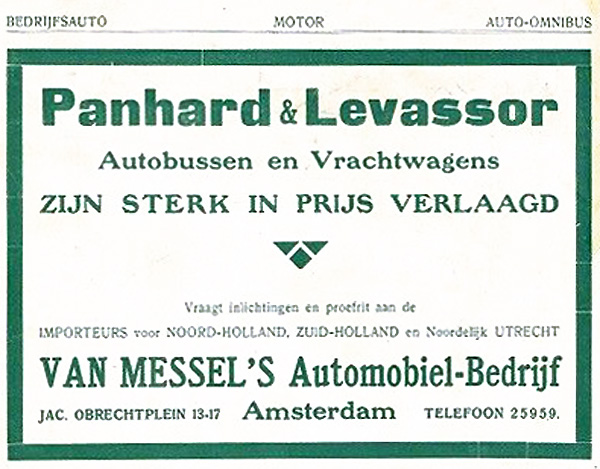 BEDRIJFSAUTO MOTOR AUTO-OMNIBUS
Panhard & Levassor
Autobussen en Vrachtwagens
ZIJN STERK IN PRIJS VERLAAGD
Vraagt inlichtingen en proefrit aan de
IMPORTEURS voor NOORD-HOLLAND, ZUID-HOLLAND en Noordelijk UTRECHT
VAN MESSEL'S Automobiel-Bedrijf
JAC. OBRECHTPLEIN 13-17 Amsterdam TELEFOON 25959.